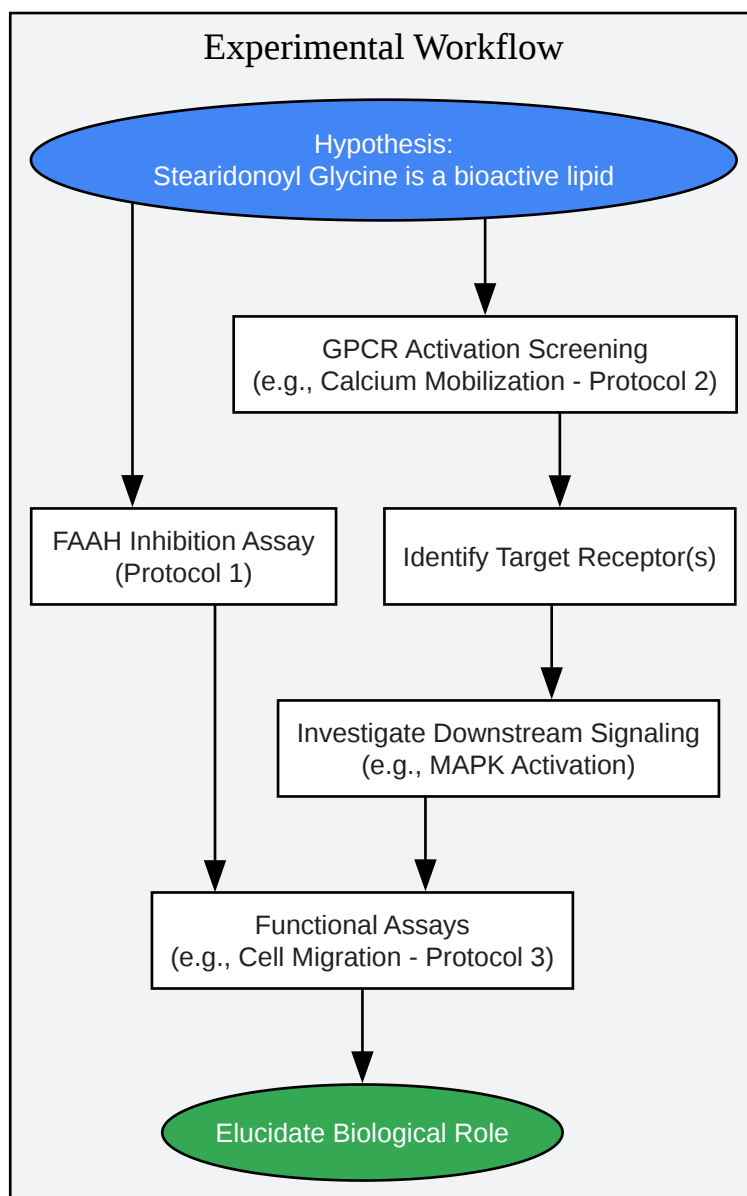 Experimental Workflow
Hypothesis:
Stearidonoyl Glycine is a bioactive lipid
GPCR Activation Screening
(e.g., Calcium Mobilization - Protocol 2)
FAAH Inhibition Assay
(Protocol 1)
Identify Target Receptor(s)
Investigate Downstream Signaling
(e.g., MAPK Activation)
Functional Assays
(e.g., Cell Migration - Protocol 3)
Elucidate Biological Role